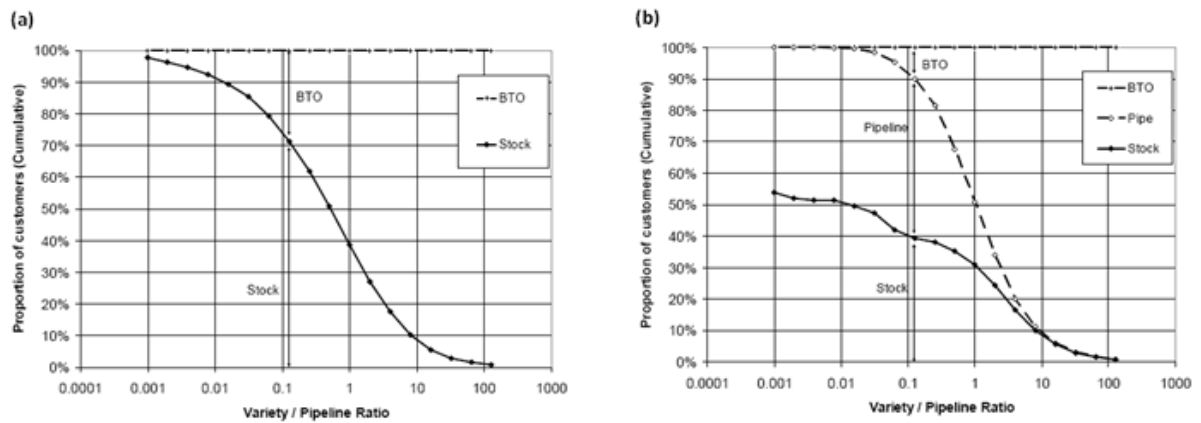 (a)
100%
90%
80%
70%
60%
50%
40%
30%
20%
10%
0%
Proportion of customers (Cumulative)
BTO
Stock
BTO
Stock
0.0001 0.001 0.01 0.1 1 10 100 1000
Variety / Pipeline Ratio
(b)
100%
90%
80%
70%
60%
50%
40%
30%
20%
10%
0%
Proportion of customers (Cumulative)
BTO
Pipeline
Stock
BTO
Pipe
Stock
0.0001 0.001 0.01 0.1 1 10 100 1000
Variety / Pipeline Ratio